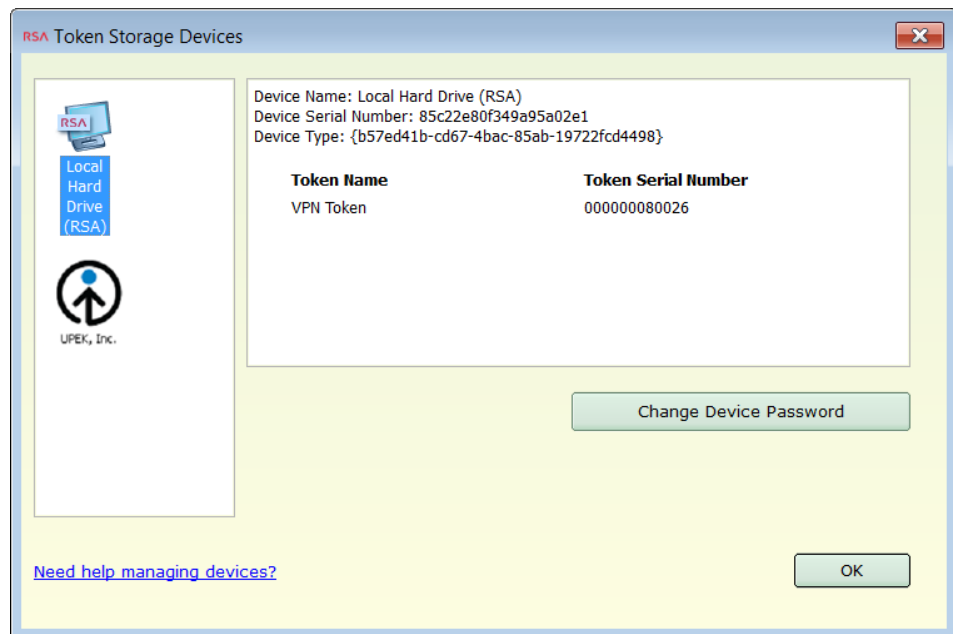 RSA Token Storage Devices
RSA
Local
Hard
Drive
(RSA)
UPEK, Inc.
Device Name: Local Hard Drive (RSA)
Device Serial Number: 85c22e80f349a95a02e1
Device Type: {b57ed41b-cd67-4bac-85ab-19722fcd4498}
Token Name Token Serial Number
VPN Token 000000080026
Change Device Password
Need help managing devices?
OK